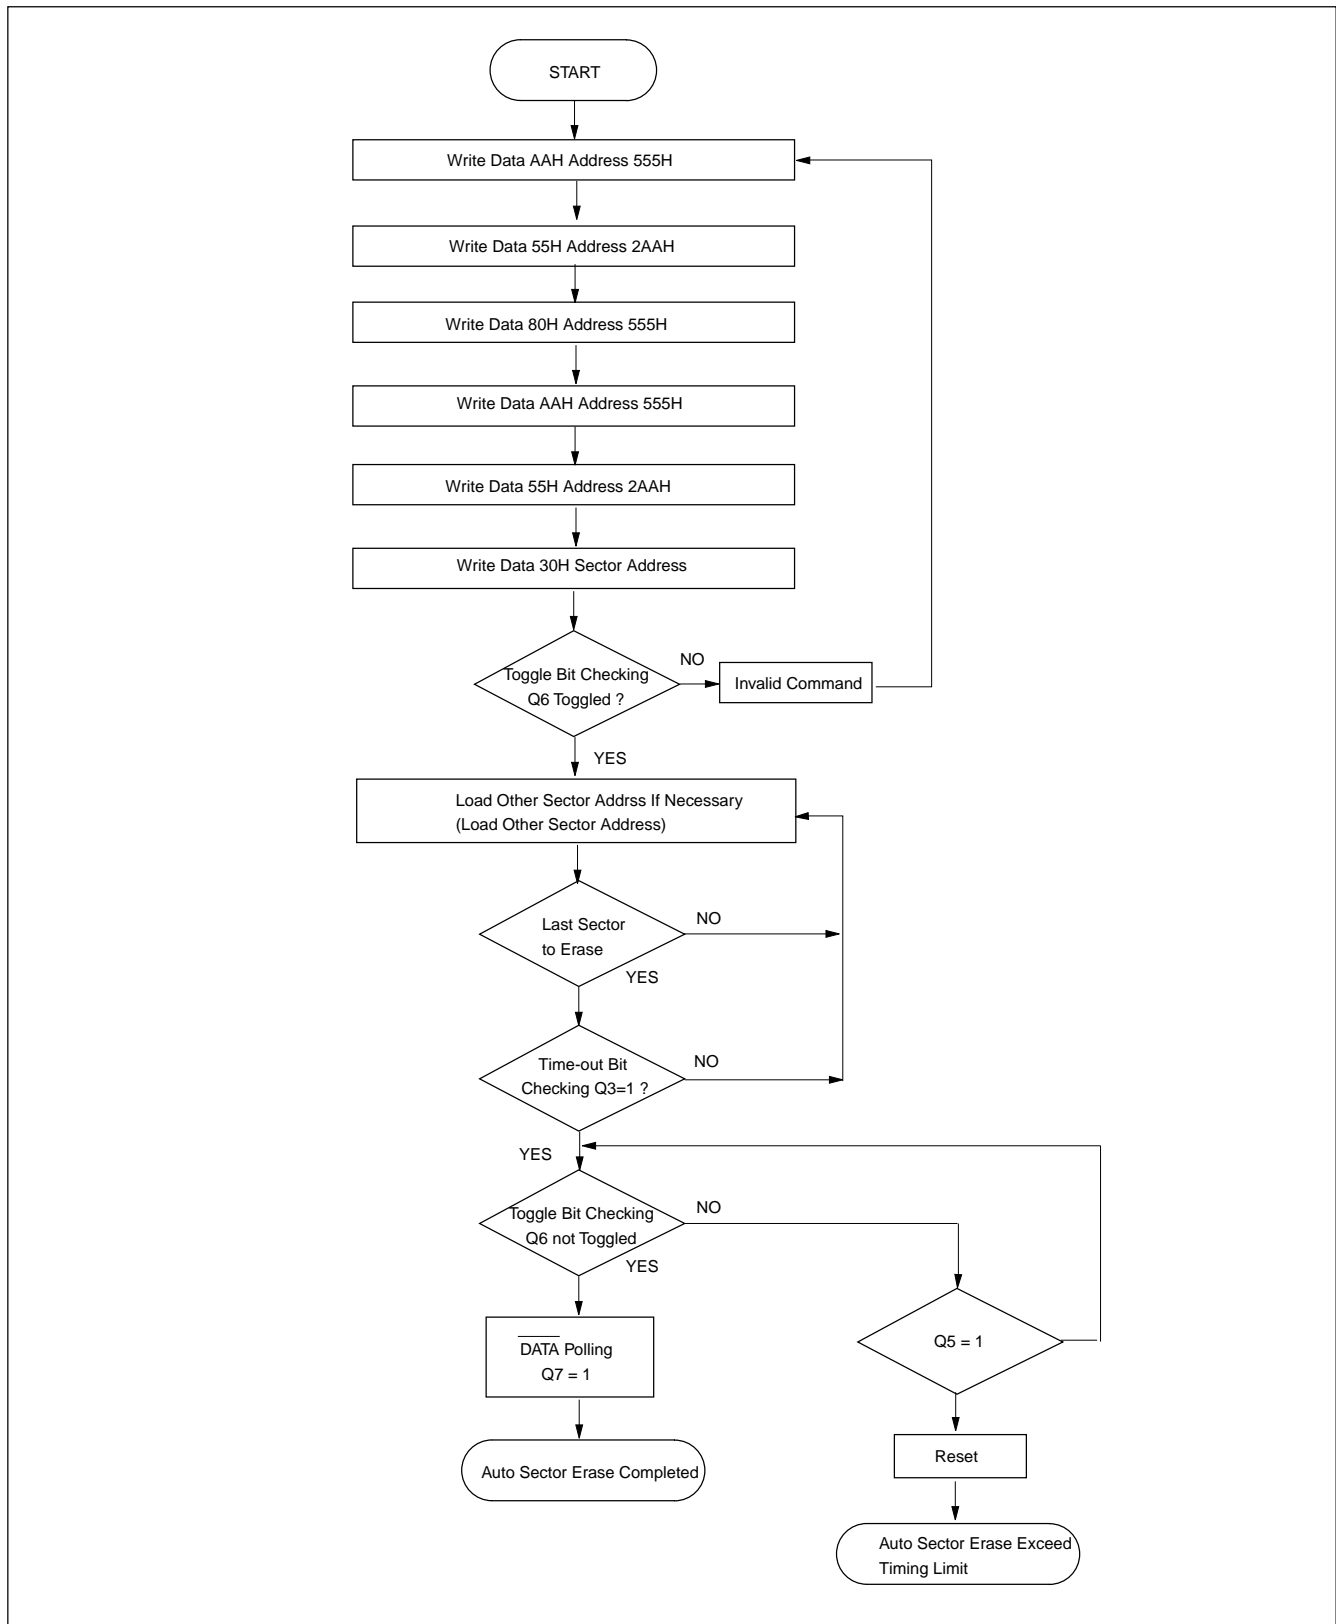 START
Write Data AAH Address 555H
Write Data 55H Address 2AAH
Write Data 80H Address 555H
Write Data AAH Address 555H
Write Data 55H Address 2AAH
Write Data 30H Sector Address
Toggle Bit Checking
Q6 Toggled ?
NO
Invalid Command
YES
Load Other Sector Addrss If Necessary
(Load Other Sector Address)
Last Sector
to Erase
NO
YES
Time-out Bit
Checking Q3=1 ?
NO
YES
Toggle Bit Checking
Q6 not Toggled
NO
YES
DATA Polling
Q7 = 1
Q5 = 1
Auto Sector Erase Completed
Reset
Auto Sector Erase Exceed
Timing Limit